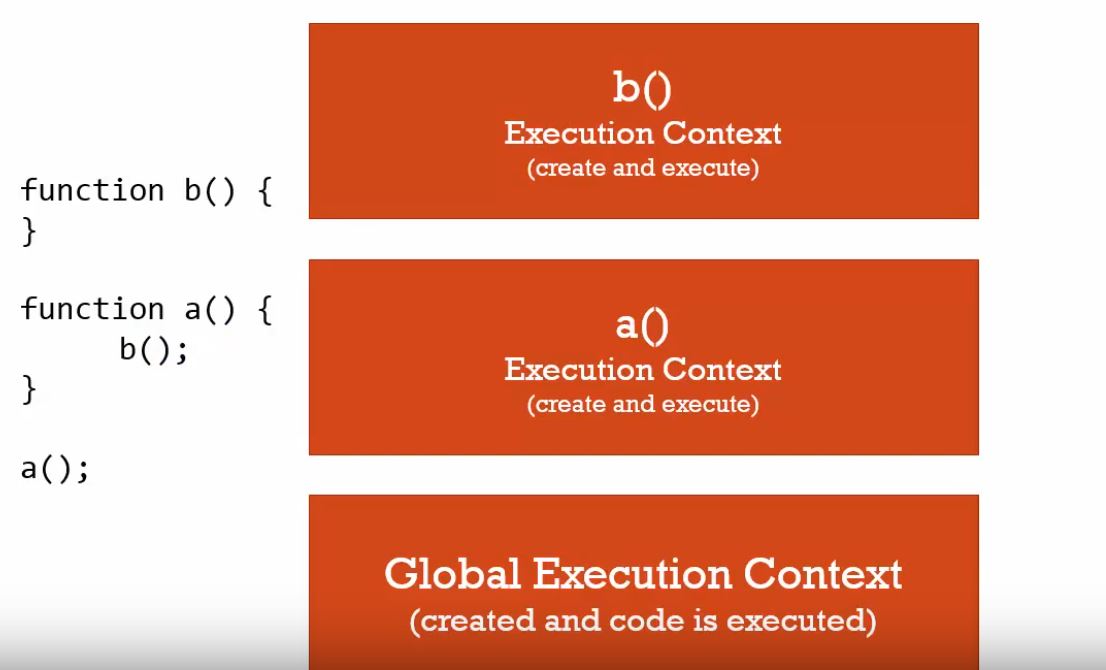 function b() {
}
function a() {
b();
}
a();
b()
Execution Context
(create and execute)
a()
Execution Context
(create and execute)
Global Execution Context
(created and code is executed)